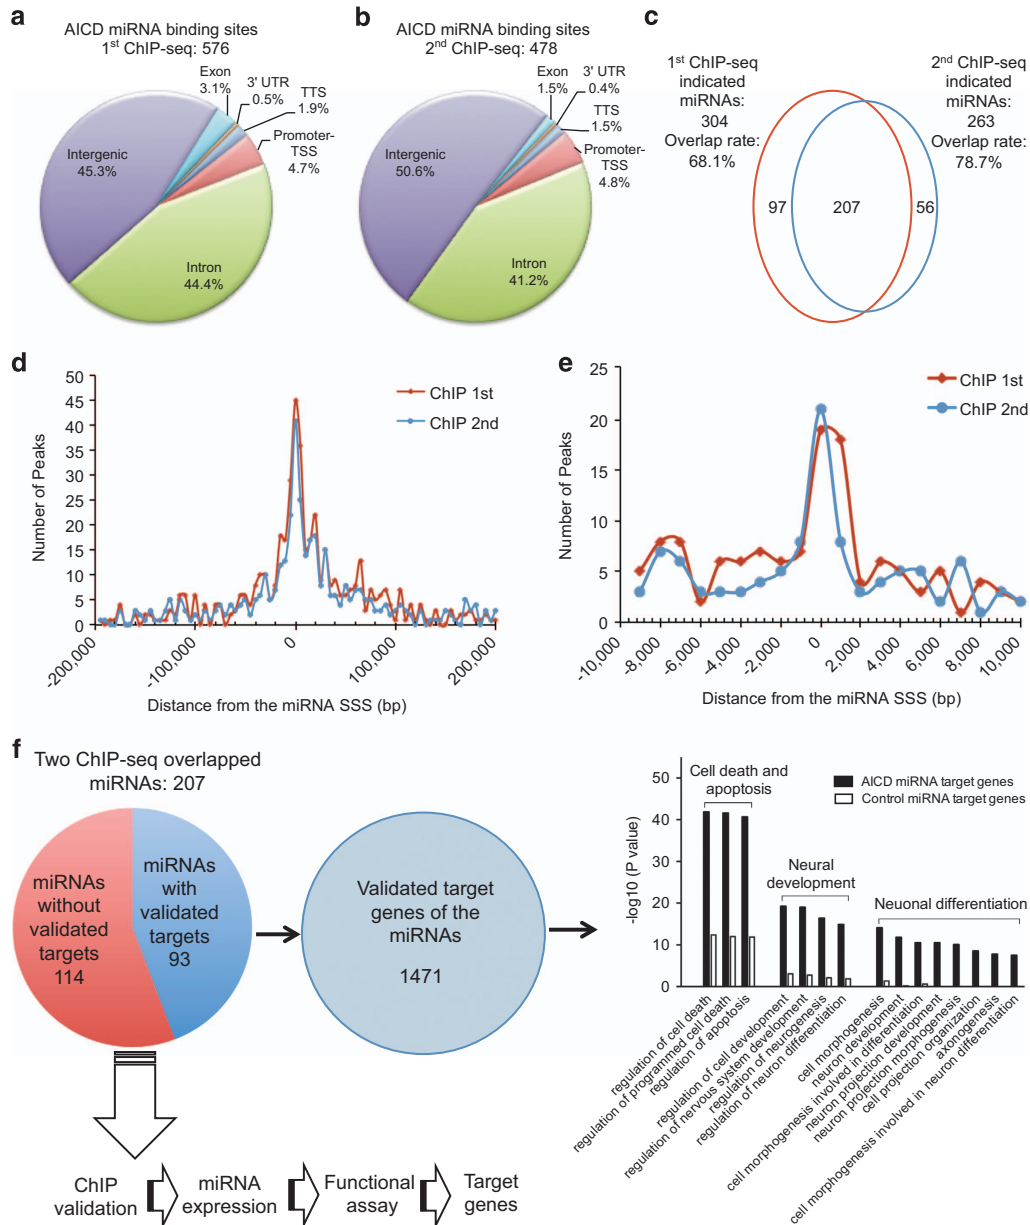 a
AICD miRNA binding sites
1st ChIP-seq: 576
Exon
3.1%
3' UTR
0.5%
TTS
1.9%
Promoter-
TSS
4.7%
Intergenic
45.3%
Intron
44.4%
b
AICD miRNA binding sites
2nd ChIP-seq: 478
Exon
1.5%
3' UTR
0.4%
TTS
1.5%
Promoter-
TSS
4.8%
Intergenic
50.6%
Intron
41.2%
c
1st ChIP-seq
indicated
miRNAs:
304
Overlap rate:
68.1%
2nd ChIP-seq
indicated
miRNAs:
263
Overlap rate:
78.7%
97
207
56
d
Number of Peaks
50
45
40
35
30
25
20
15
10
5
0
-200,000
-100,000
0
100,000
200,000
Distance from the miRNA SSS (bp)
ChIP 1st
ChIP 2nd
e
Number of Peaks
25
20
15
10
5
0
-10,000
-8,000
-6,000
-4,000
-2,000
0
2,000
4,000
6,000
8,000
10,000
Distance from the miRNA SSS (bp)
ChIP 1st
ChIP 2nd
f
Two ChIP-seq overlapped
miRNAs: 207
miRNAs
without
validated
targets
114
miRNAs
with
validated
targets
93
Validated target
genes of the
miRNAs
1471
ChIP
validation
miRNA
expression
Functional
assay
Target
genes
-log10 (P value)
50
40
30
20
10
0
Cell death and
apoptosis
AICD miRNA target genes
Control miRNA target genes
Neural
development
Neuonal differentiation
regulation of cell death
regulation of programmed cell death
regulation of apoptosis
regulation of cell development
regulation of nervous system development
regulation of neurogenesis
regulation of neuron differentiation
cell morphogenesis
neuron development
cell morphogenesis involved in differentiation
neuron projection development
neuron projection morphogenesis
cell projection organization
axonogenesis
cell morphogenesis involved in neuron differentiation